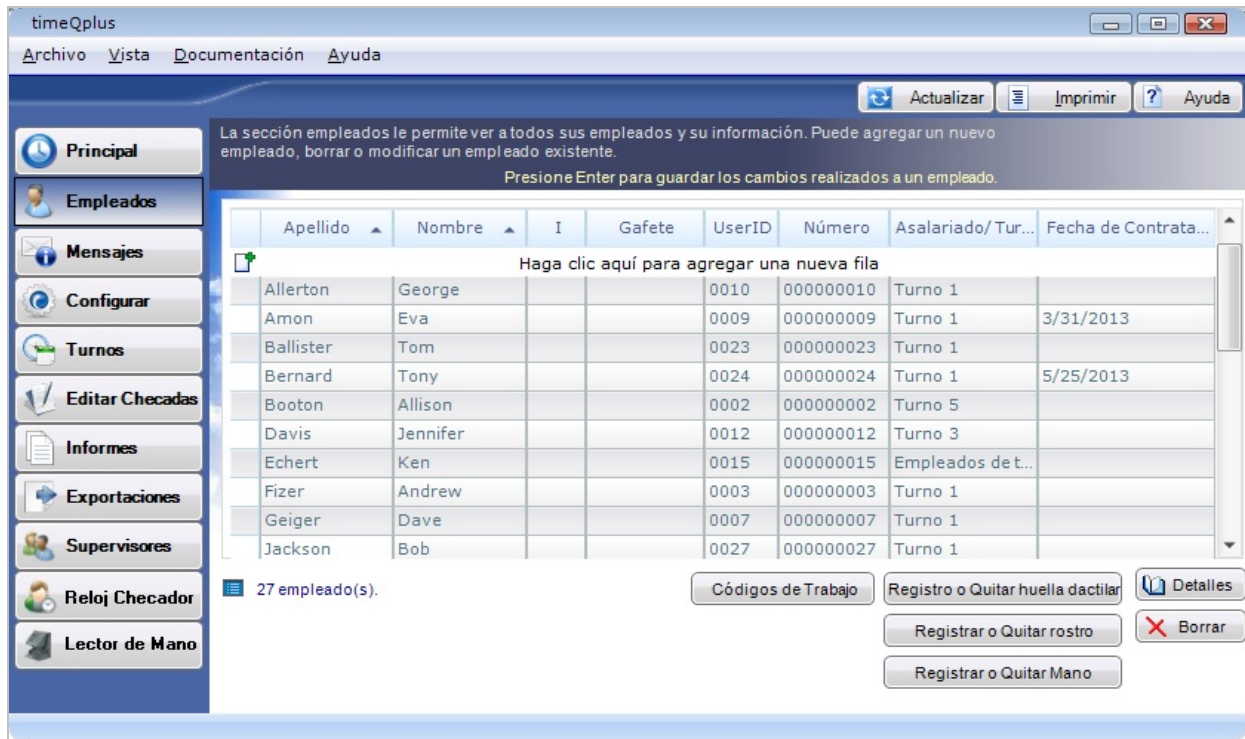 timeQplus
Archivo Vista Documentación Ayuda
Actualizar Imprimir Ayuda
La sección empleados le permite ver a todos sus empleados y su información. Puede agregar un nuevo
empleado, borrar o modificar un empleado existente.
Presione Enter para guardar los cambios realizados a un empleado.
Principal
Empleados
Mensajes
Configurar
Turnos
Editar Checadas
Informes
Exportaciones
Supervisores
Reloj Checador
Lector de Mano
Apellido Nombre I Gafete UserID Número Asalariado/ Tur... Fecha de Contrata...
Haga clic aquí para agregar una nueva fila
Allerton George 0010 000000010 Turno 1
Amon Eva 0009 000000009 Turno 1 3/31/2013
Ballister Tom 0023 000000023 Turno 1
Bernard Tony 0024 000000024 Turno 1 5/25/2013
Booton Allison 0002 000000002 Turno 5
Davis Jennifer 0012 000000012 Turno 3
Echert Ken 0015 000000015 Empleados de t...
Fizer Andrew 0003 000000003 Turno 1
Geiger Dave 0007 000000007 Turno 1
Jackson Bob 0027 000000027 Turno 1
27 empleado(s). Códigos de Trabajo Registro o Quitar huella dactilar Detalles
Registrar o Quitar rostro Borrar
Registrar o Quitar Mano